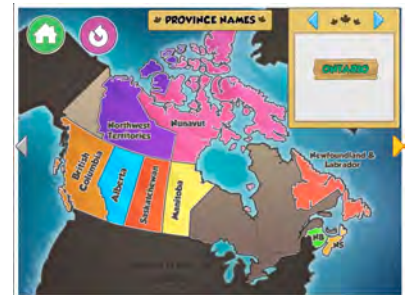 PROVINCE NAMES
ONTARIO
Northwest
Territories
Nunavut
British
Columbia
Alberta
Saskatchewan
Manitoba
Newfoundland &
Labrador
NB
NS